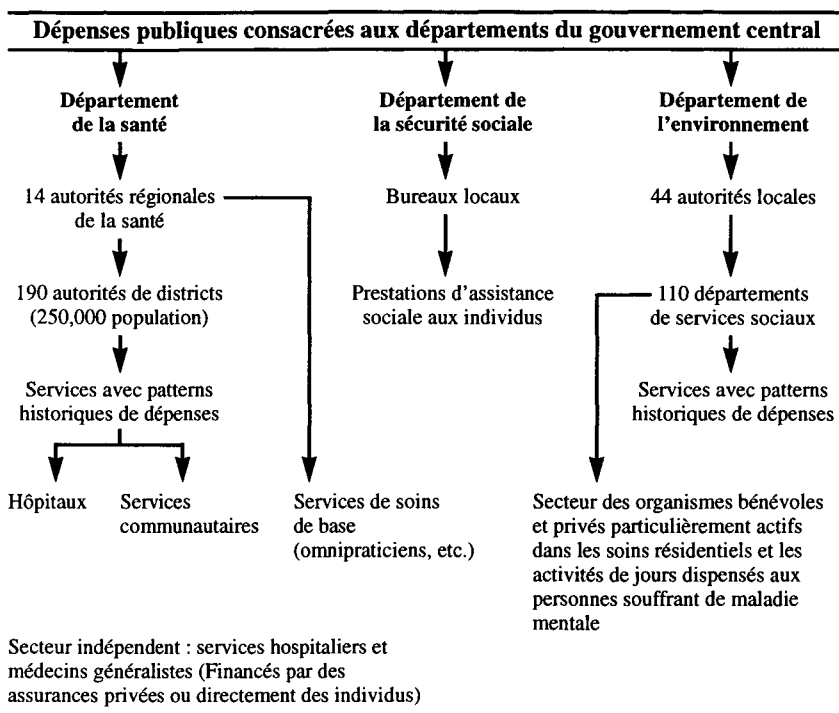 Dépenses publiques consacrées aux départements du gouvernement central
Département
de la santé
Département de
la sécurité sociale
Département de
l'environnement
14 autorités régionales
de la santé
Bureaux locaux
44 autorités locales
190 autorités de districts
(250,000 population)
Prestations d'assistance
sociale aux individus
110 départements
de services sociaux
Services avec patterns
historiques de dépenses
Services avec patterns
historiques de dépenses
Hôpitaux
Services
communautaires
Services de soins
de base
(omnipraticiens, etc.)
Secteur des organismes bénévoles
et privés particulièrement actifs
dans les soins résidentiels et les
activités de jours dispensés aux
personnes souffrant de maladie
mentale
Secteur indépendent : services hospitaliers et
médecins généralistes (Financés par des
assurances privées ou directement des individus)